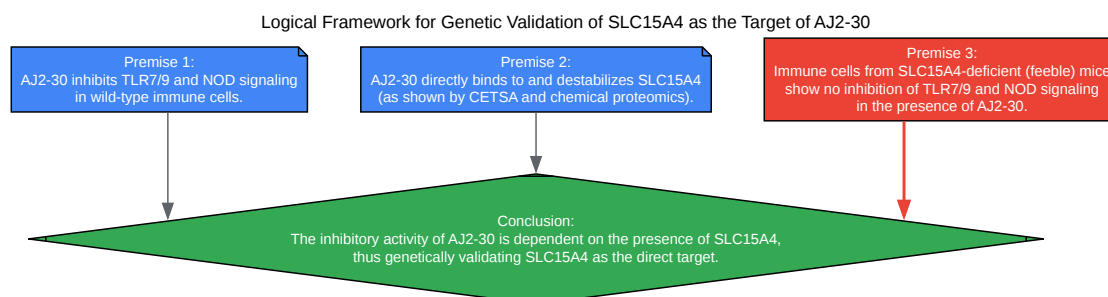 Logical Framework for Genetic Validation of SLC15A4 as the Target of AJ2-30
Premise 1:
AJ2-30 inhibits TLR7/9 and NOD signaling
in wild-type immune cells.
Premise 2:
AJ2-30 directly binds to and destabilizes SLC15A4
(as shown by CETSA and chemical proteomics).
Premise 3:
Immune cells from SLC15A4-deficient (feeble) mice
show no inhibition of TLR7/9 and NOD signaling
in the presence of AJ2-30.
Conclusion:
The inhibitory activity of AJ2-30 is dependent on the presence of SLC15A4,
thus genetically validating SLC15A4 as the direct target.